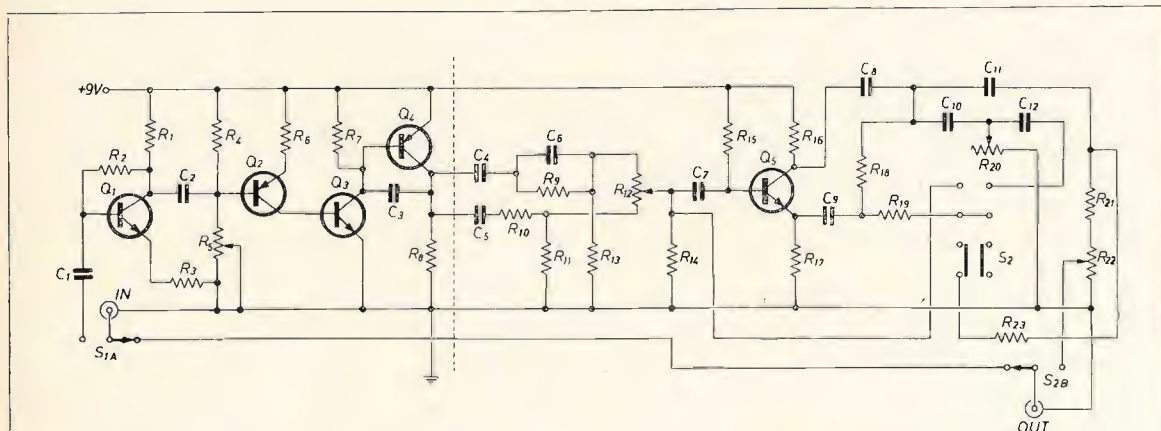 +9V
R1
R2
Q1
C1
IN
S1A
C2
R3
R4
R5
Q2
R6
R7
Q3
Q4
C3
R8
C4
C5
R10
C6
R9
R11
R12
R13
R14
C7
R15
Q5
R16
R17
C8
C9
R18
R19
C10
C11
C12
R20
S2
R21
R22
R23
S2B
OUT